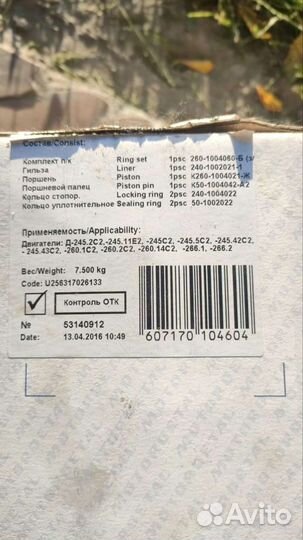 Состав/Consist:
Комплект п/к Ring set 1psc 260-1004060-Б (з/
Гильза Liner 1psc 240-1002021-1
Поршень Piston 1psc К260-1004021-Ж
Поршневой палец Piston pin 1psc К50-1004042-А2
Кольцо стопор. Locking ring 2psc 240-1004022
Кольцо уплотнительное Sealing ring 2psc 50-1002022
Применяемость/Applicability:
Двигатели: Д-245.2С2,-245.11Е2, -245С2, -245.5С2, -245.42С2,
-245.43С2, -260.1С2, -260.2С2, -260.14С2, -266.1, -266.2
Вес/Weight: 7.500 kg
Code: U256317026133
Контроль ОТК
№ 53140912
Date: 13.04.2016 10:49
607170 104604
Avito